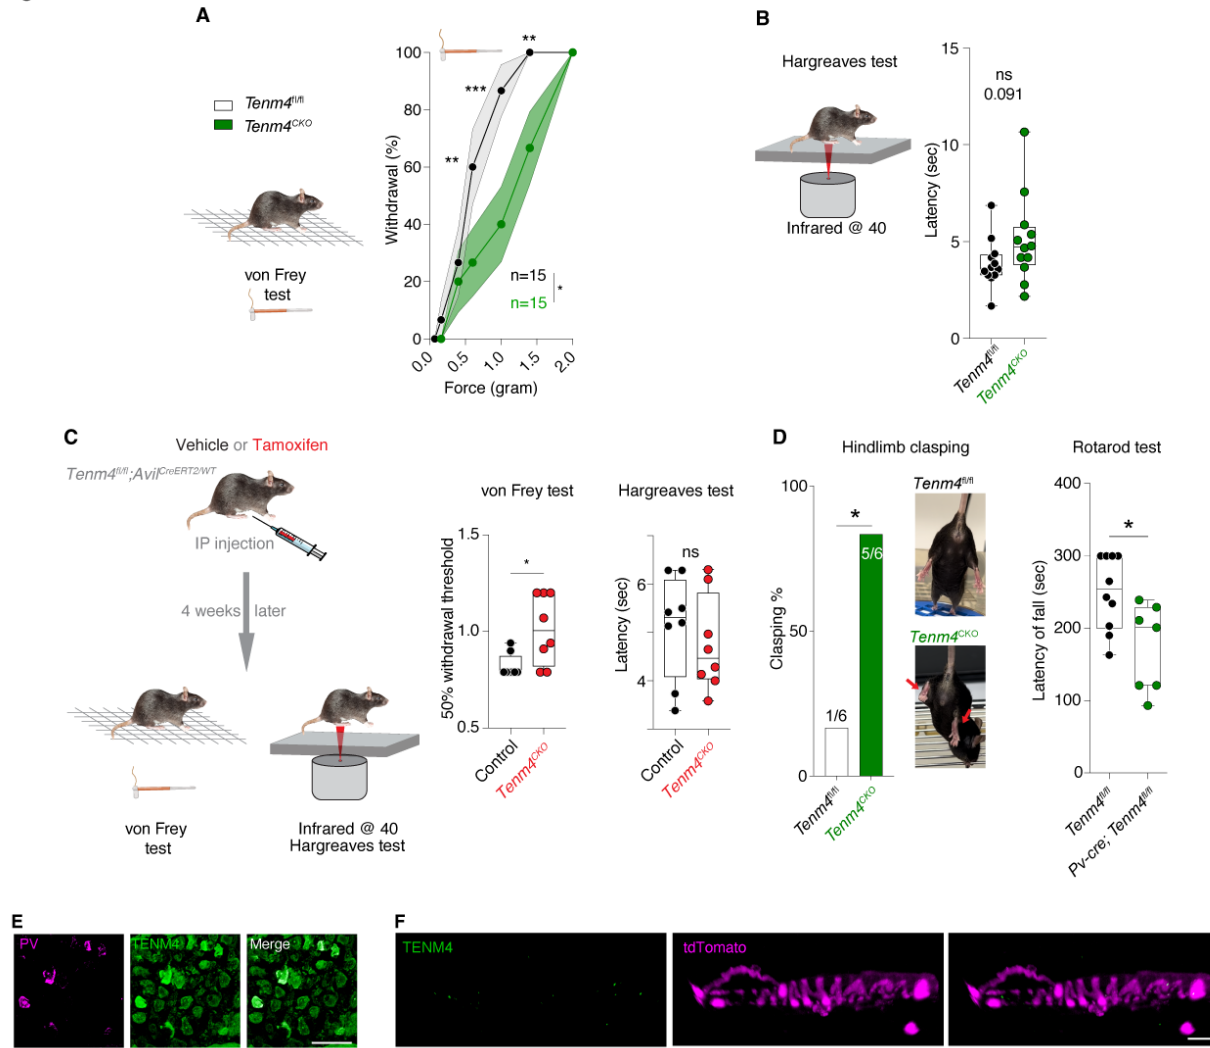 A
Tenm4fl/fl
Tenm4CKO
von Frey
test
100
80
60
40
20
0
Withdrawal (%)
**
***
**
n=15
n=15
*
0.0
0.5
1.0
1.5
2.0
Force (gram)
B
Hargreaves test
Infrared @ 40
15
10
5
0
Latency (sec)
ns
0.091
Tenm4fl/fl
Tenm4CKO
C
Vehicle or Tamoxifen
Tenm4fl/fl;AvilCreERT2/WT
IP injection
4 weeks later
von Frey
test
Infrared @ 40
Hargreaves test
von Frey test
1.5
1.0
0.5
50% withdrawal threshold
*
Control
Tenm4CKO
Hargreaves test
6
4
Latency (sec)
ns
Control
Tenm4CKO
D
Hindlimb clasping
100
50
0
Clasping %
*
1/6
5/6
Tenm4fl/fl
Tenm4CKO
Tenm4fl/fl
Tenm4CKO
Rotarod test
400
300
200
100
0
Latency of fall (sec)
*
Tenm4fl/fl
Pv-cre; Tenm4fl/fl
E
PV
TENM4
Merge
F
TENM4
tdTomato